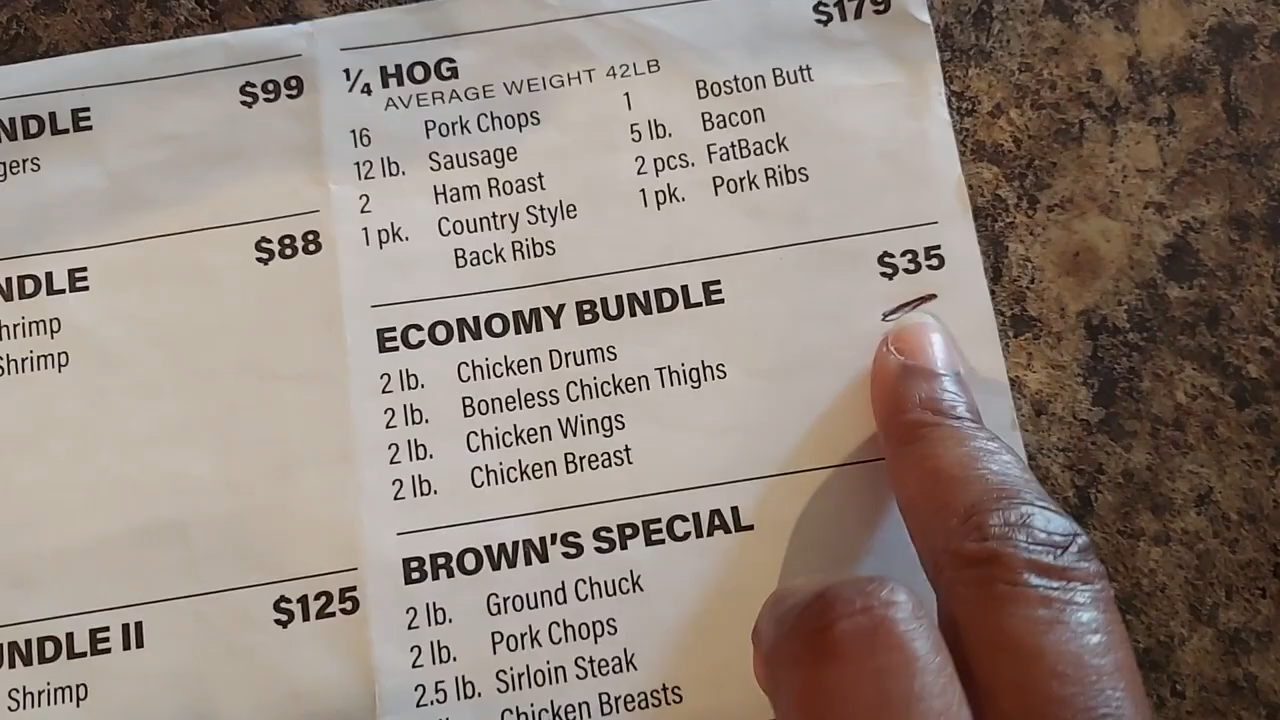 $99
NDLE
gers
$88
NDLE
hrimp
Shrimp
$125
UNDLE II
Shrimp
$179
¼ HOG
AVERAGE WEIGHT 42LB
16 Pork Chops
12 lb. Sausage
2 Ham Roast
1 pk. Country Style
Back Ribs
1 Boston Butt
5 lb. Bacon
2 pcs. FatBack
1 pk. Pork Ribs
ECONOMY BUNDLE $35
2 lb. Chicken Drums
2 lb. Boneless Chicken Thighs
2 lb. Chicken Wings
2 lb. Chicken Breast
BROWN'S SPECIAL
2 lb. Ground Chuck
2 lb. Pork Chops
2.5 lb. Sirloin Steak
Chicken Breasts